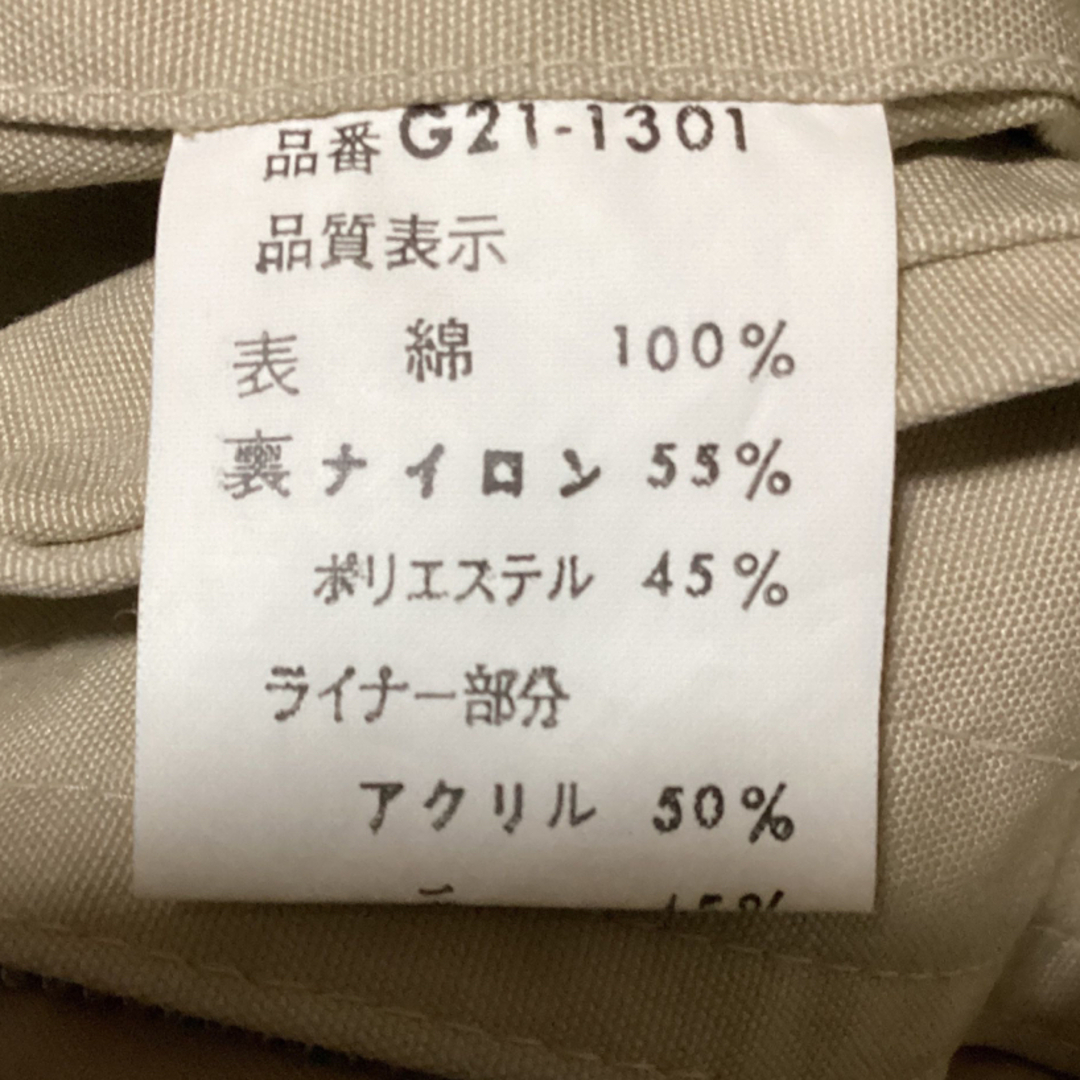 品番 G21-1301
品質表示
表 綿 100%
裏 ナイロン 55%
ポリエステル 45%
ライナー部分
アクリル 50%